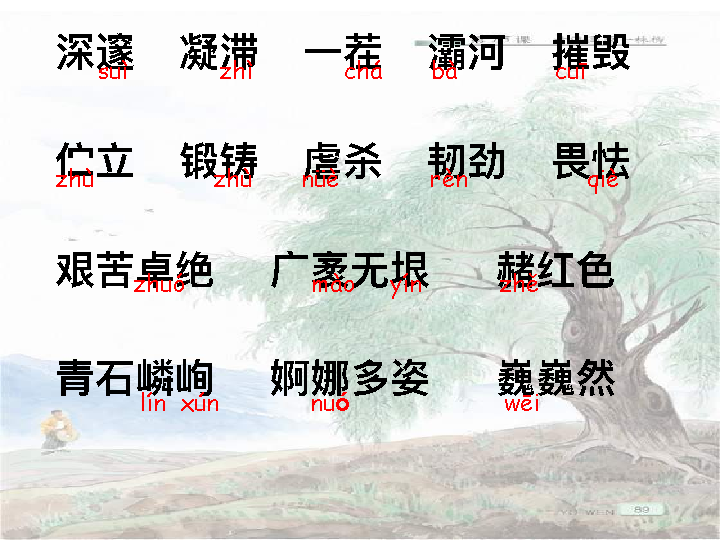 深邃 凝滞 一茬 灞河 摧毁
suì zhì chá bà cuī
伫立 锻铸 虐杀 韧劲 畏怯
zhù zhù nüè rèn qiè
艰苦卓绝 广袤无垠 赭红色
zhuó mào yín zhě
青石嶙峋 婀娜多姿 巍巍然
lín xún nuó wēi
YU WEN 89